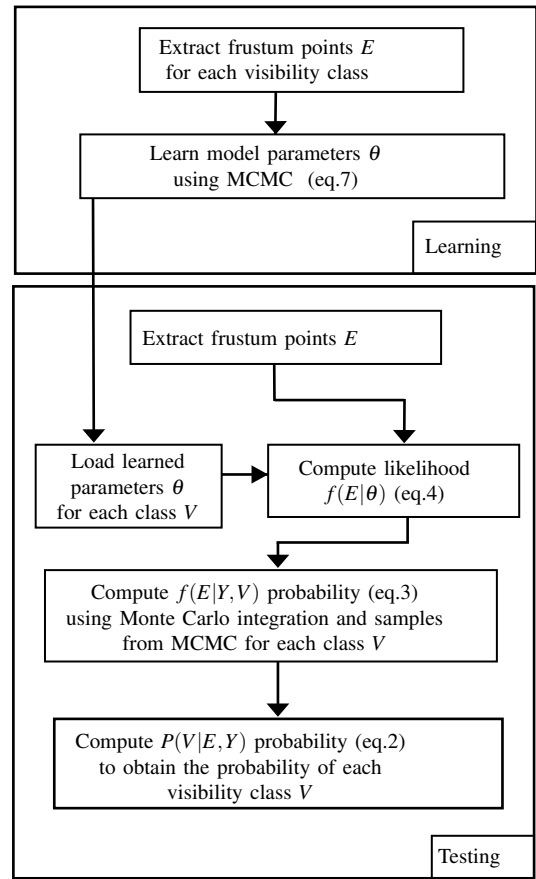 Extract frustum points E
for each visibility class
Learn model parameters θ
using MCMC (eq.7)
Learning
Extract frustum points E
Load learned
parameters θ
for each class V
Compute likelihood
f(E|θ) (eq.4)
Compute f(E|Y,V) probability (eq.3)
using Monte Carlo integration and samples
from MCMC for each class V
Compute P(V|E,Y) probability (eq.2)
to obtain the probability of each
visibility class V
Testing